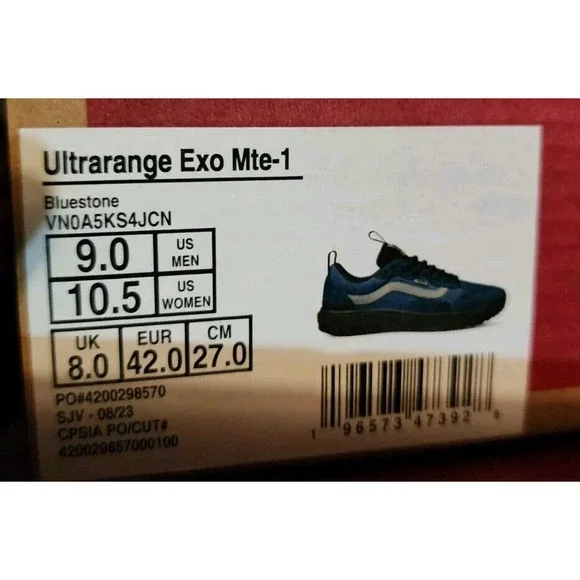 Ultrarange Exo Mte-1
Bluestone
VN0A5KS4JCN
9.0 US MEN
10.5 US WOMEN
UK 8.0 EUR 42.0 CM 27.0
PO#4200298570
SJV - 08/23
CPSIA PO/CUT#
420029857000100
1 96573 47392 8